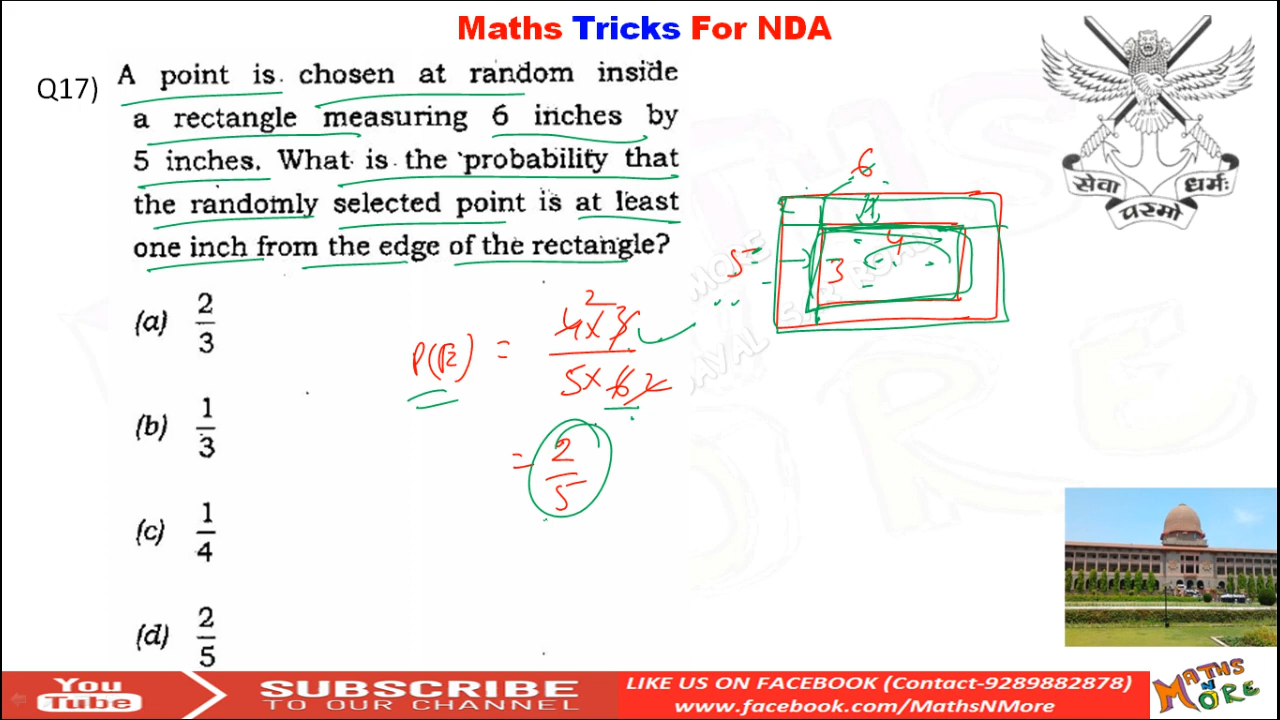 Maths Tricks For NDA
Q17) A point is chosen at random inside
a rectangle measuring 6 inches by
5 inches. What is the probability that
the randomly selected point is at least
one inch from the edge of the rectangle?
(a) 2/3
(b) 1/3
(c) 1/4
(d) 2/5
P(E) = 4×3 / 5×6
2
2
= 2/5
6
5
4
3
सेवा परमो धर्मः
You Tube
SUBSCRIBE
TO OUR CHANNEL
LIKE US ON FACEBOOK (Contact-9289882878)
www.facebook.com/MathsNMore
MATHS N MORE